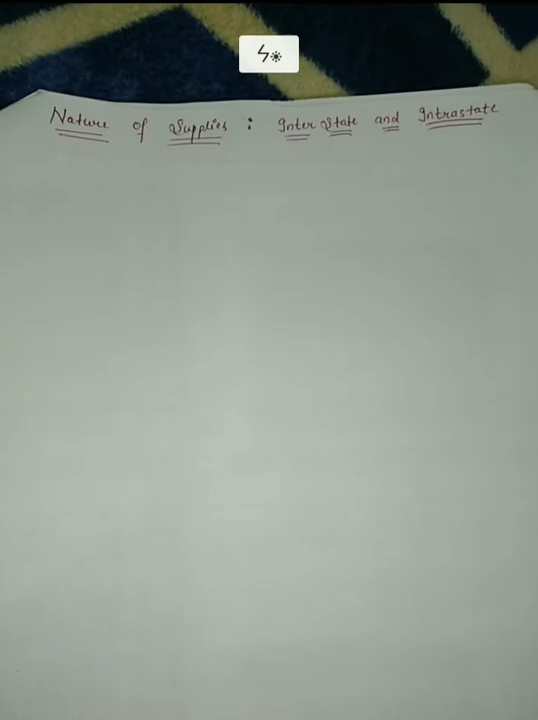 Nature of Supplies : Inter State and Intrastate